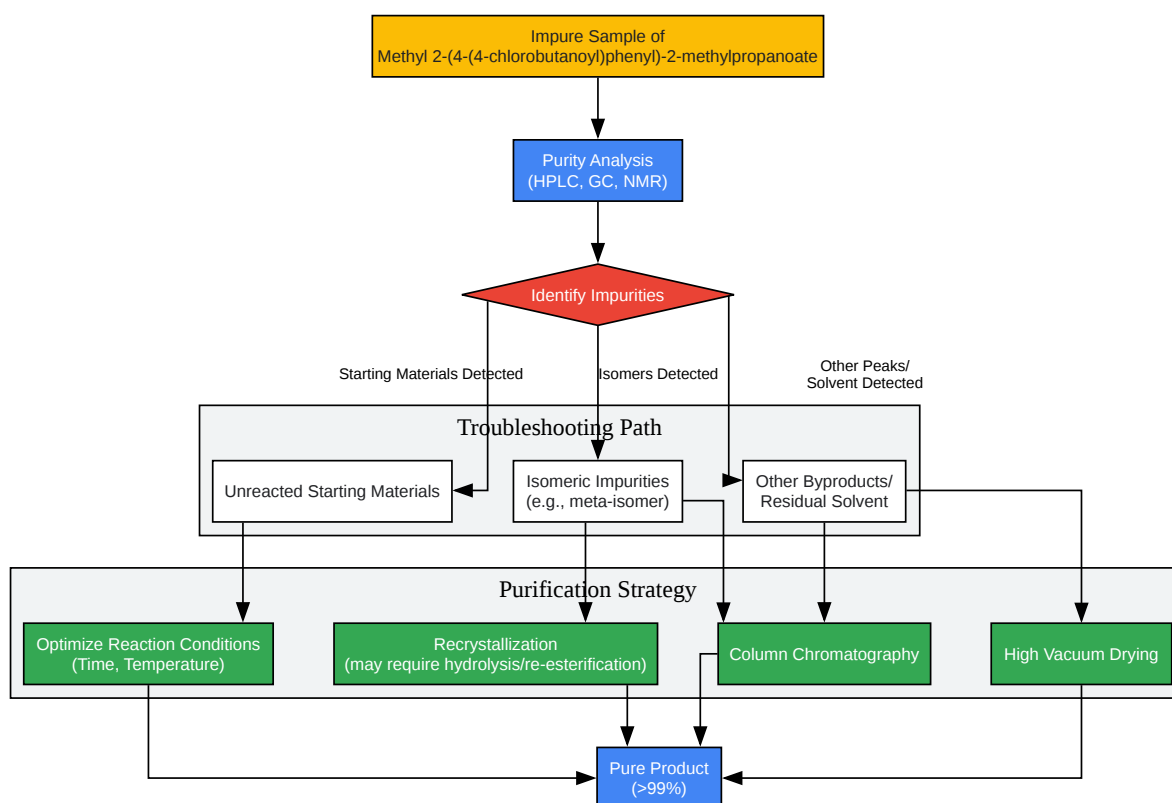 Impure Sample of
Methyl 2-(4-(4-chlorobutanoyl)phenyl)-2-methylpropanoate
Purity Analysis
(HPLC, GC, NMR)
Identify Impurities
Starting Materials Detected
Isomers Detected
Other Peaks/
Solvent Detected
Troubleshooting Path
Unreacted Starting Materials
Isomeric Impurities
(e.g., meta-isomer)
Other Byproducts/
Residual Solvent
Purification Strategy
Optimize Reaction Conditions
(Time, Temperature)
Recrystallization
(may require hydrolysis/re-esterification)
Column Chromatography
High Vacuum Drying
Pure Product
(>99%)